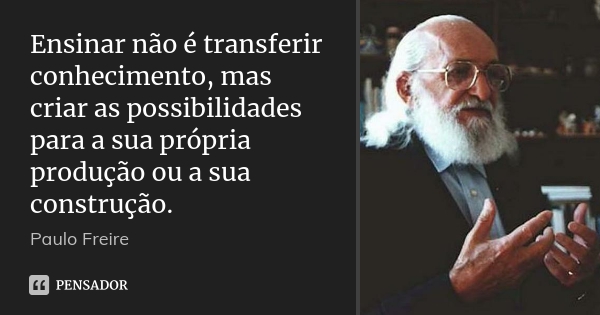 Ensinar não é transferir
conhecimento, mas
criar as possibilidades
para a sua própria
produção ou a sua
construção.
Paulo Freire
PENSADOR